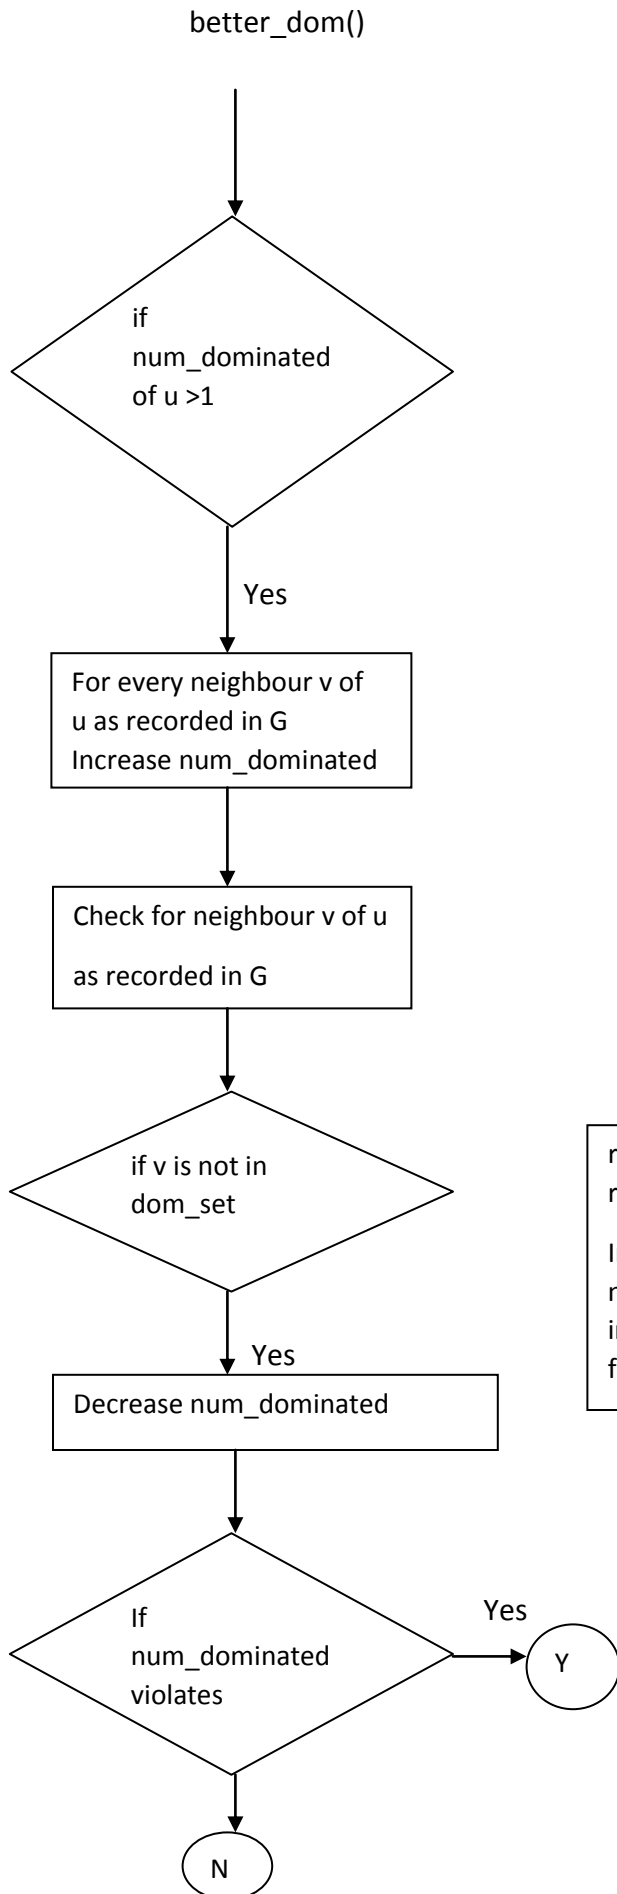 better_dom()
if
num_dominated
of u >1
Yes
For every neighbour v of
u as recorded in G
Increase num_dominated
Check for neighbour v of u
as recorded in G
if v is not in
dom_set
Yes
Decrease num_dominated
If
num_dominated
violates
Yes
Y
N